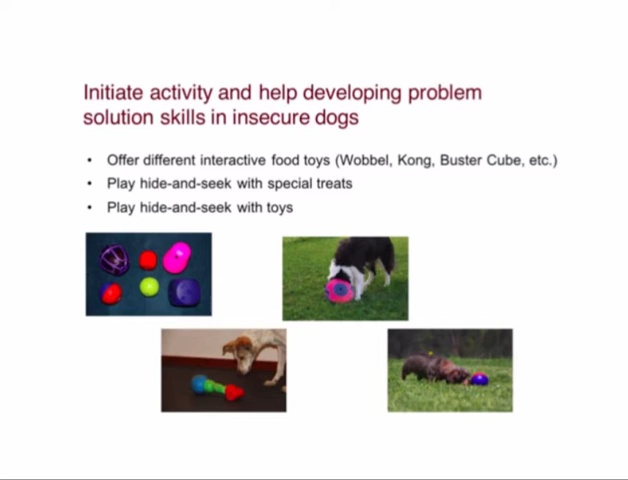 Initiate activity and help developing problem
solution skills in insecure dogs
• Offer different interactive food toys (Wobbel, Kong, Buster Cube, etc.)
• Play hide-and-seek with special treats
• Play hide-and-seek with toys